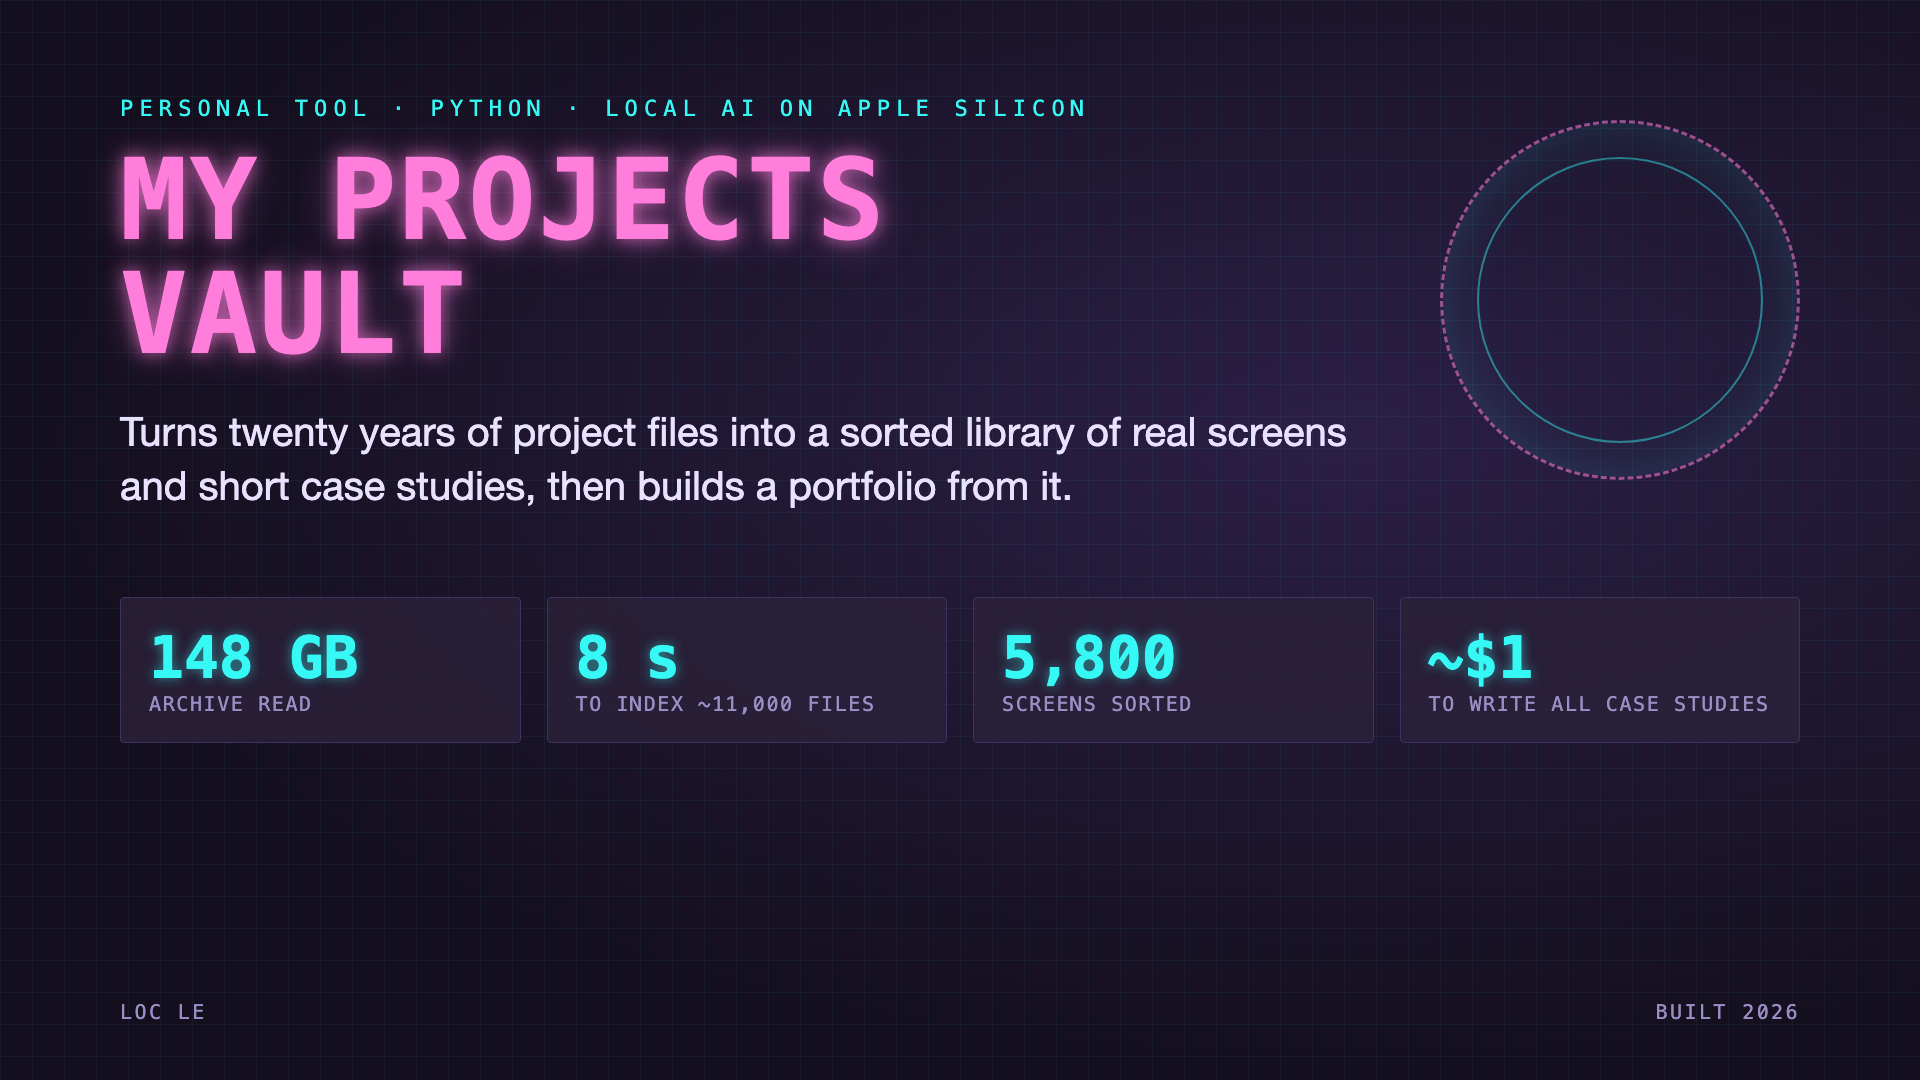 PERSONAL TOOL · PYTHON · LOCAL AI ON APPLE SILICON
MY PROJECTS
VAULT
Turns twenty years of project files into a sorted library of real screens
and short case studies, then builds a portfolio from it.
148 GB
ARCHIVE READ
8 s
TO INDEX ~11,000 FILES
5,800
SCREENS SORTED
~$1
TO WRITE ALL CASE STUDIES
LOC LE
BUILT 2026